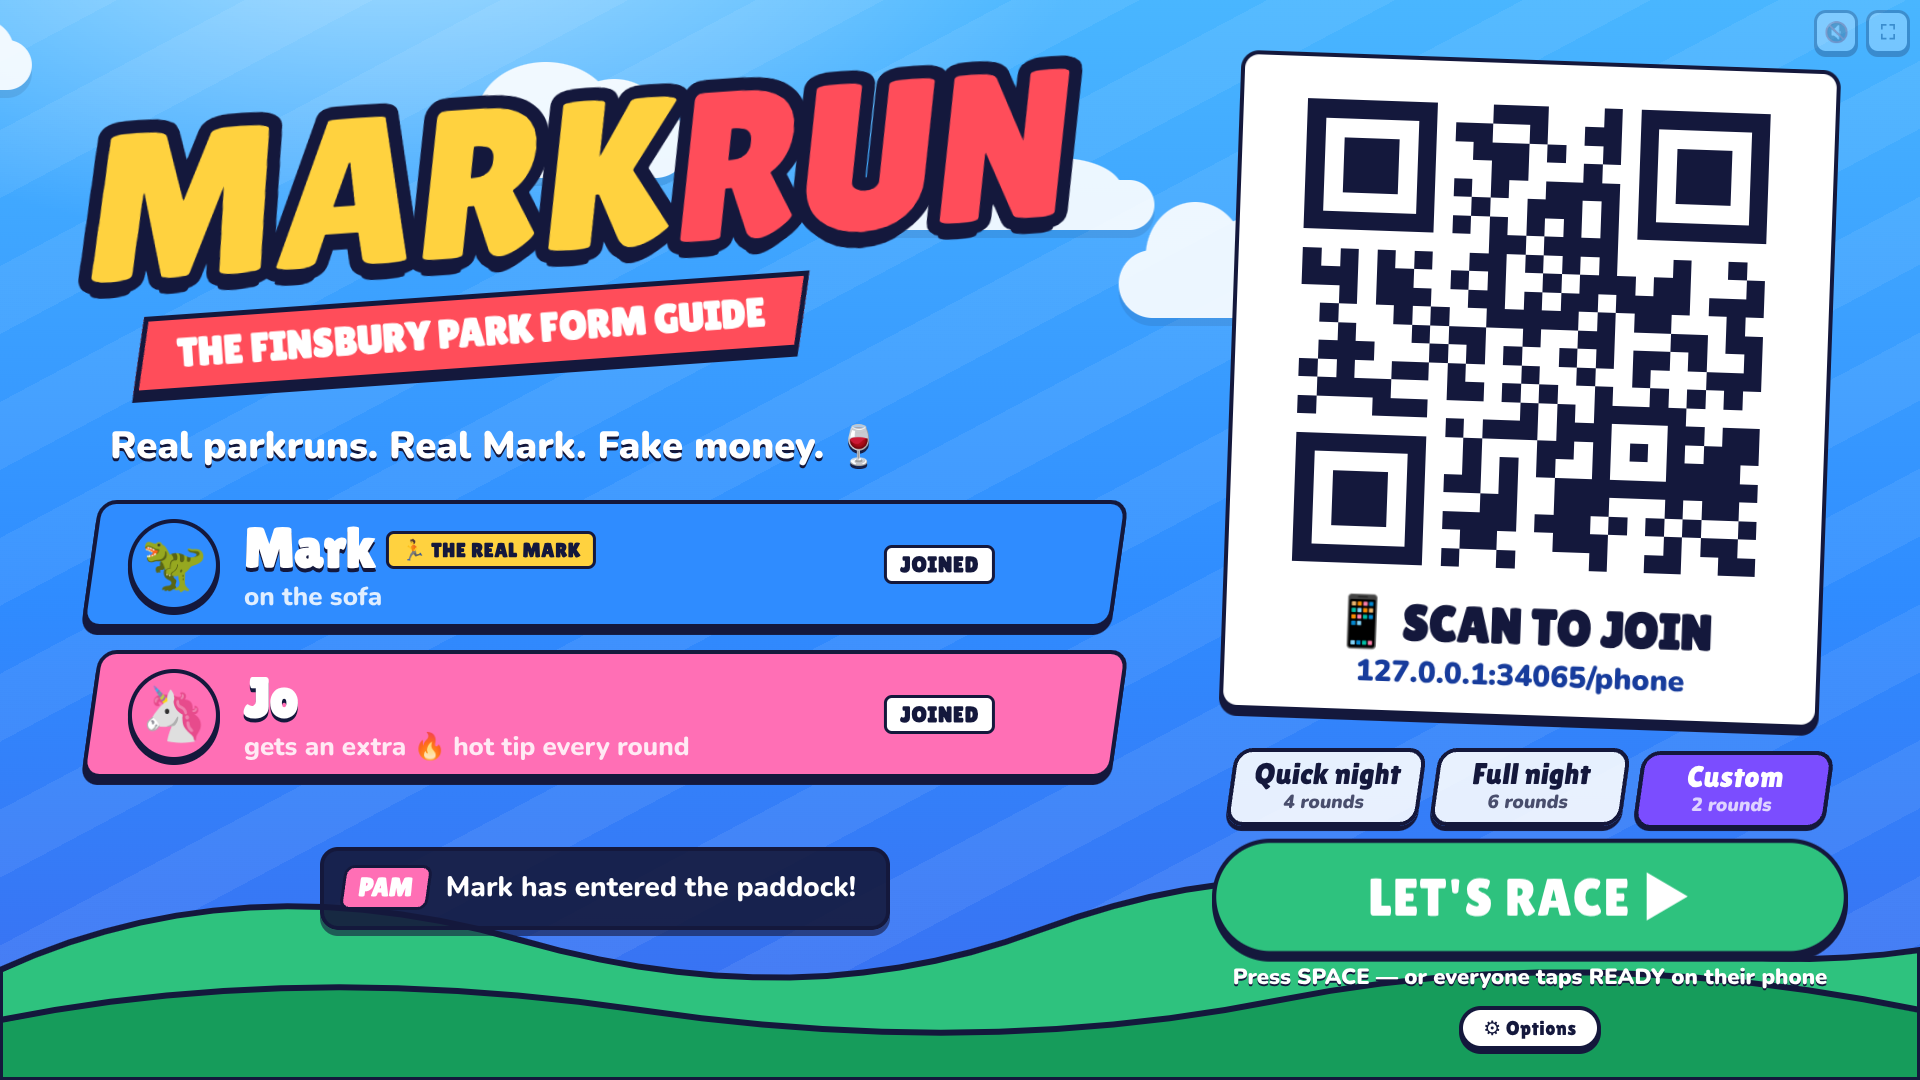 MARKRUN
THE FINSBURY PARK FORM GUIDE
Real parkruns. Real Mark. Fake money.
Mark
THE REAL MARK
on the sofa
JOINED
Jo
gets an extra 🔥 hot tip every round
JOINED
PAM
Mark has entered the paddock!
SCAN TO JOIN
127.0.0.1:34065/phone
Quick night
4 rounds
Full night
6 rounds
Custom
2 rounds
LET'S RACE ▶
Press SPACE — or everyone taps READY on their phone
⚙ Options